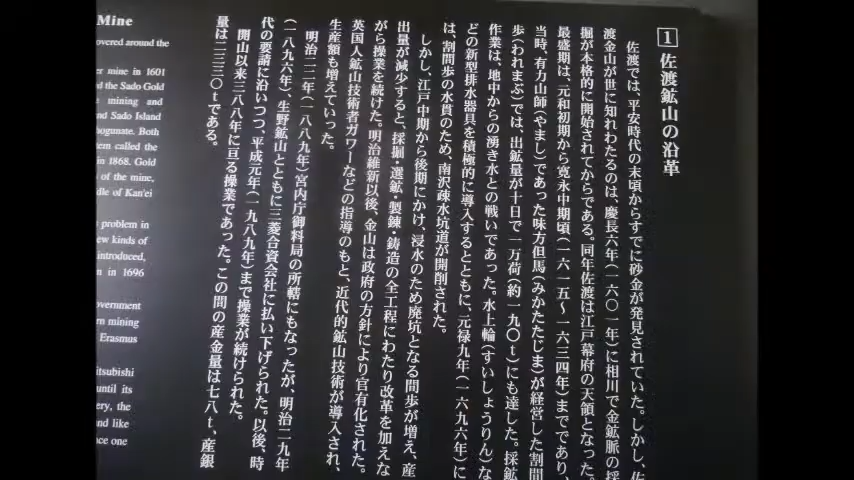 1 佐渡鉱山の沿革
佐渡では、平安時代の末頃からすでに砂金が発見されていた。しかし、佐
渡金山が世に知れわたるのは、慶長六年（一六〇一年）に相川で金鉱脈の採
掘が本格的に開始されてからである。同年佐渡は江戸幕府の天領となった。
最盛期は、元和初期から寛永中期頃（一六一五～一六三四年）までであり、
当時、有力山師（やまし）であった味方但馬（みかたたじま）が経営した割間
歩（われまぶ）では、出鉱量が十日で一万荷（約一九〇t）にも達した。採鉱
作業は、地中からの湧き水との戦いであった。水上輪（すいしょうりん）な
どの新型排水器具を積極的に導入するとともに、元禄九年（一六九六年）に
は、割間歩の水貫のため、南沢疎水坑道が開削された。
しかし、江戸中期から後期にかけ、浸水のため廃坑となる間歩が増え、産
出量が減少すると、採掘・選鉱・製錬・鋳造の全工程にわたり改革を加えな
がら操業を続けた。明治維新以後、金山は政府の方針により官有化された。
英国人鉱山技術者ガワーなどの指導のもと、近代的鉱山技術が導入され、
生産額も増えていった。
明治二二年（一八八九年）宮内庁御料局の所轄にもなったが、明治二九年
（一八九六年）、生野鉱山とともに三菱合資会社に払い下げられた。以後、時
代の要請に沿いつつ、平成元年（一九八九年）まで操業が続けられた。
開山以来三八八年に亘る操業であった。この間の産金量は七八t、産銀
量は二三三〇tである。
Mine
overed around the
er mine in 1601
d the Sado Gold
mining and
nd Sado Island
hogunate. Both
tem called the
in 1868. Gold
of the mine,
dle of Kan'ei
problem in
ew kinds of
introduced,
n in 1696
vernment
rn mining
Erasmus
itsubishi
until its
ery, the
nd like
ce one